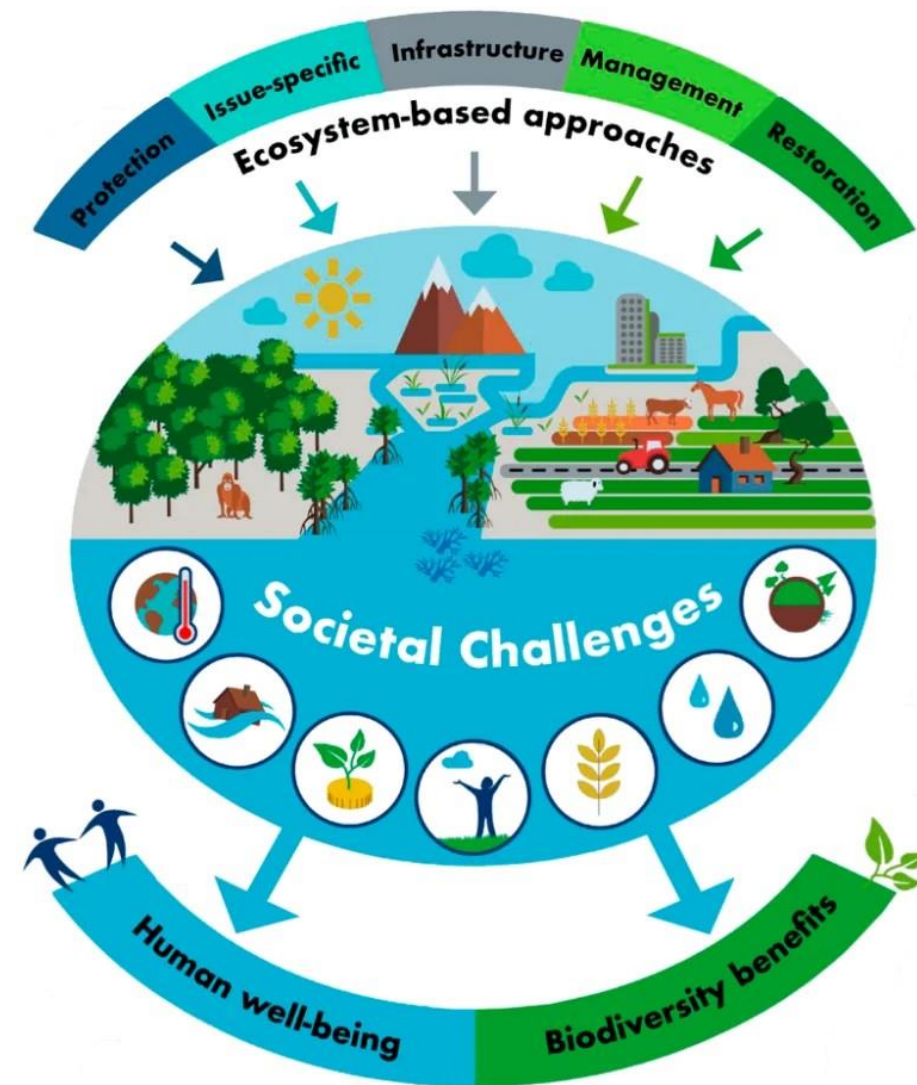 Protection
Issue-specific
Infrastructure
Management
Restoration
Ecosystem-based approaches
Societal Challenges
Human well-being
Biodiversity benefits